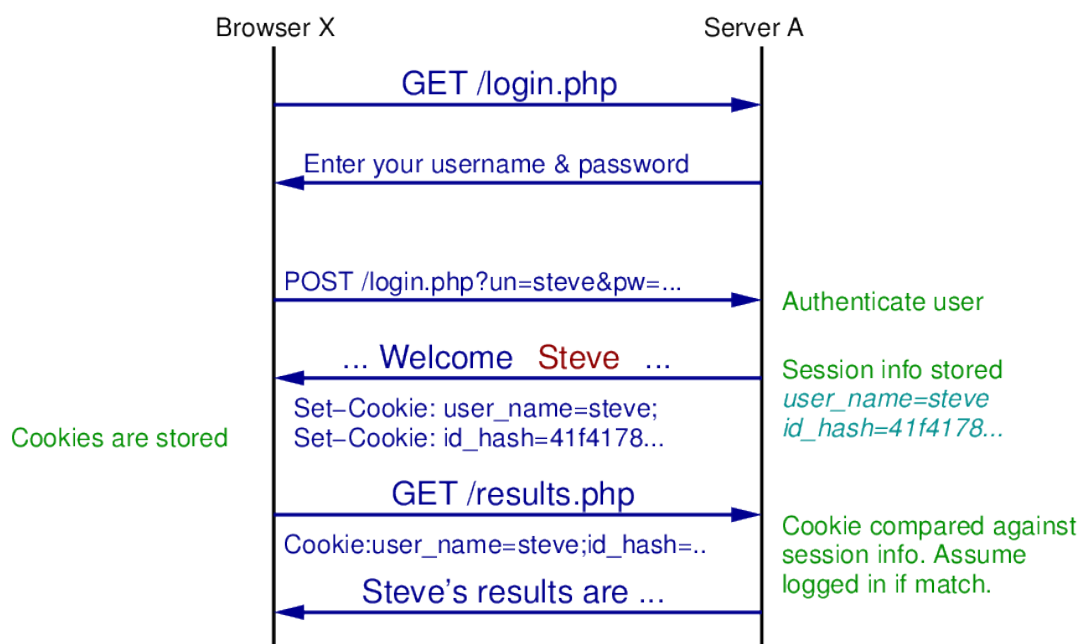 Browser X
Server A
GET /login.php
Enter your username & password
POST /login.php?un=steve&pw=...
Authenticate user
... Welcome Steve ...
Session info stored
user_name=steve
id_hash=41f4178...
Set−Cookie: user_name=steve;
Set−Cookie: id_hash=41f4178...
Cookies are stored
GET /results.php
Cookie:user_name=steve;id_hash=..
Cookie compared against
session info. Assume
logged in if match.
Steve's results are ...